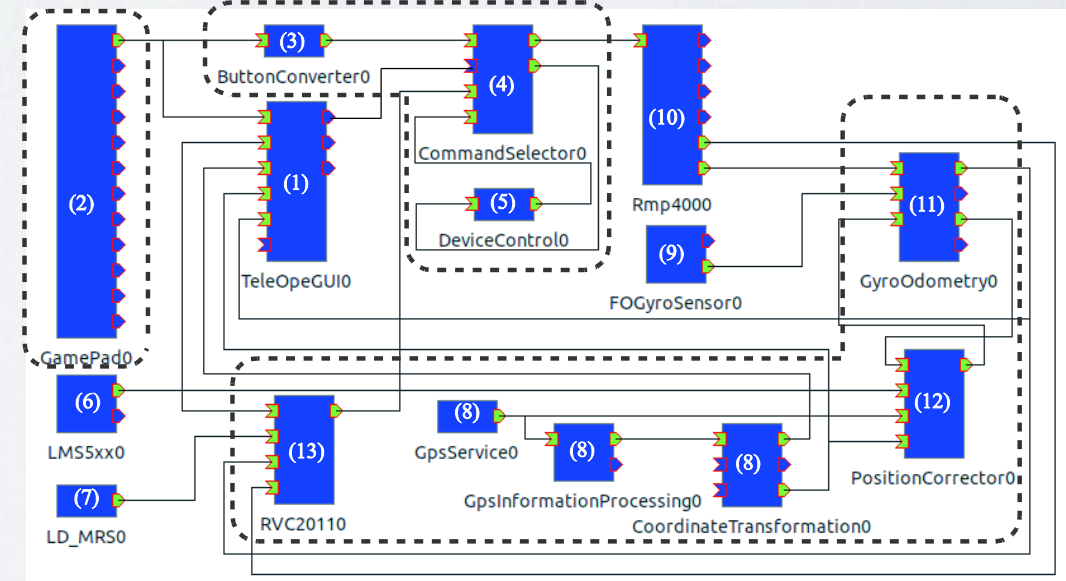 (2)
GamePad0
(3)
ButtonConverter0
(1)
TeleOpeGUI0
(4)
CommandSelector0
(5)
DeviceControl0
(10)
Rmp4000
(9)
FOGyroSensor0
(11)
GyroOdometry0
(6)
LMS5xx0
(7)
LD_MRS0
(13)
RVC20110
(8)
GpsService0
(8)
GpsInformationProcessing0
(8)
CoordinateTransformation0
(12)
PositionCorrector0